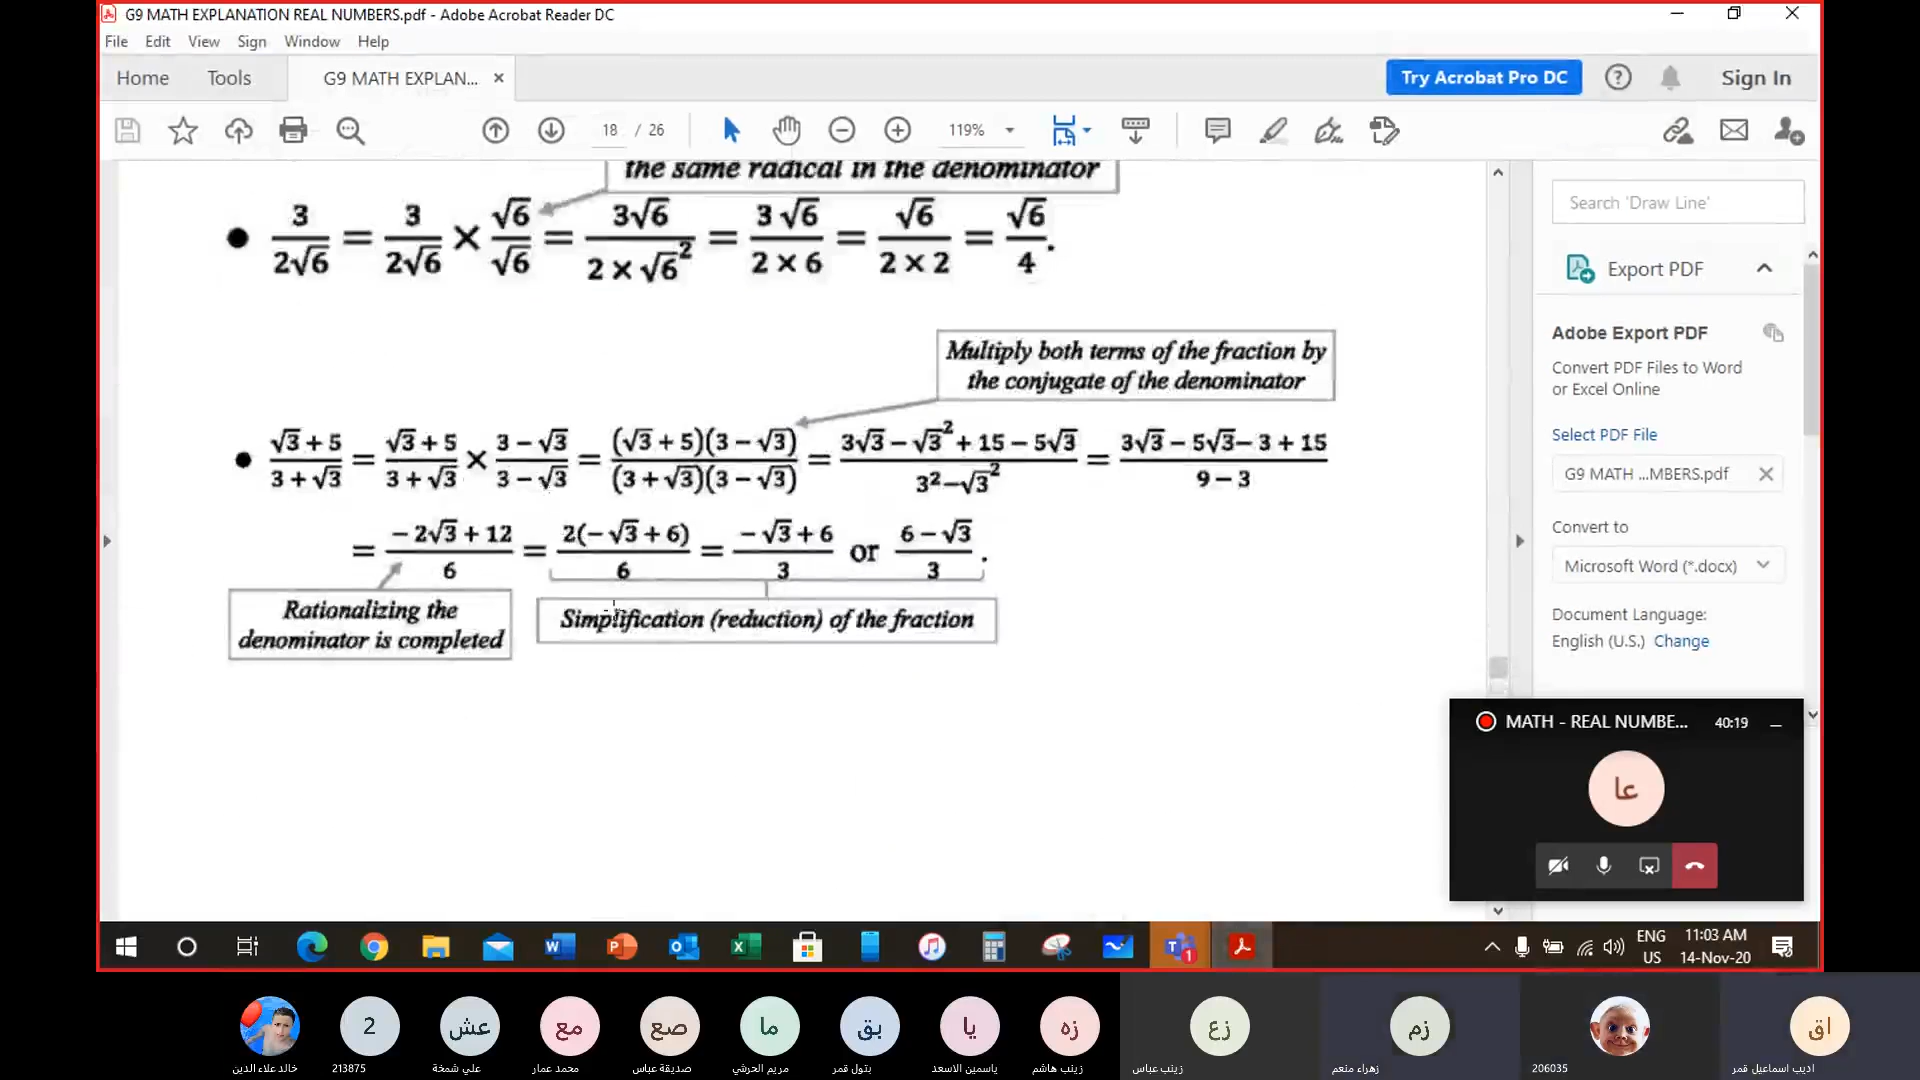 G9 MATH EXPLANATION REAL NUMBERS.pdf - Adobe Acrobat Reader DC
File Edit View Sign Window Help
Home Tools G9 MATH EXPLAN... × Try Acrobat Pro DC Sign In
18 / 26 119%
the same radical in the denominator
● 3/(2√6) = 3/(2√6) × √6/√6 = 3√6/(2 × √6²) = 3√6/(2 × 6) = √6/(2 × 2) = √6/4.
Multiply both terms of the fraction by
the conjugate of the denominator
● (√3 + 5)/(3 + √3) = (√3 + 5)/(3 + √3) × (3 − √3)/(3 − √3) = (√3 + 5)(3 − √3)/(3 + √3)(3 − √3) = (3√3 − √3² + 15 − 5√3)/(3² − √3²) = (3√3 − 5√3 − 3 + 15)/(9 − 3)
= (− 2√3 + 12)/6 = 2(− √3 + 6)/6 = (− √3 + 6)/3 or (6 − √3)/3.
Rationalizing the
denominator is completed
Simplification (reduction) of the fraction
Search 'Draw Line'
Export PDF
Adobe Export PDF
Convert PDF Files to Word
or Excel Online
Select PDF File
G9 MATH ...MBERS.pdf
Convert to
Microsoft Word (*.docx)
Document Language:
English (U.S.) Change
MATH - REAL NUMBE... 40:19
عا
ENG
US
11:03 AM
14-Nov-20
2 عش مع صع ما بق يا زه زع زم اق
خالد علاء الدين
213875
علي شمخة
محمد عمار
صديقة عباس
مريم الحرشي
بتول قمر
ياسمين الاسعد
زينب هاشم
زينب عباس
زهراء منعم
206035
اديب اسماعيل قمر